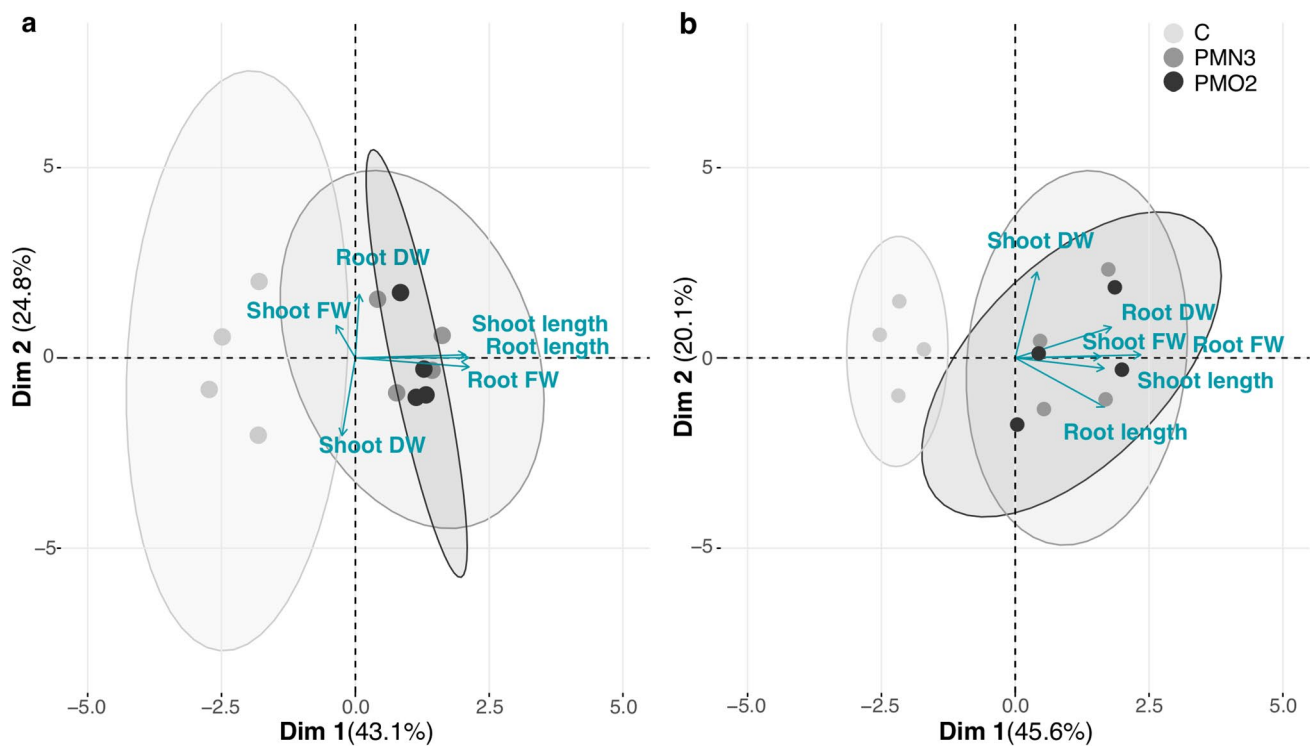 a
5
0
−5
−5.0
−2.5
0.0
2.5
5.0
Dim 2 (24.8%)
Dim 1(43.1%)
Root DW
Shoot FW
Shoot length
Root length
Root FW
Shoot DW
b
C
PMN3
PMO2
5
0
−5
−5.0
−2.5
0.0
2.5
5.0
Dim 2 (20.1%)
Dim 1(45.6%)
Shoot DW
Root DW
Shoot FW
Root FW
Shoot length
Root length